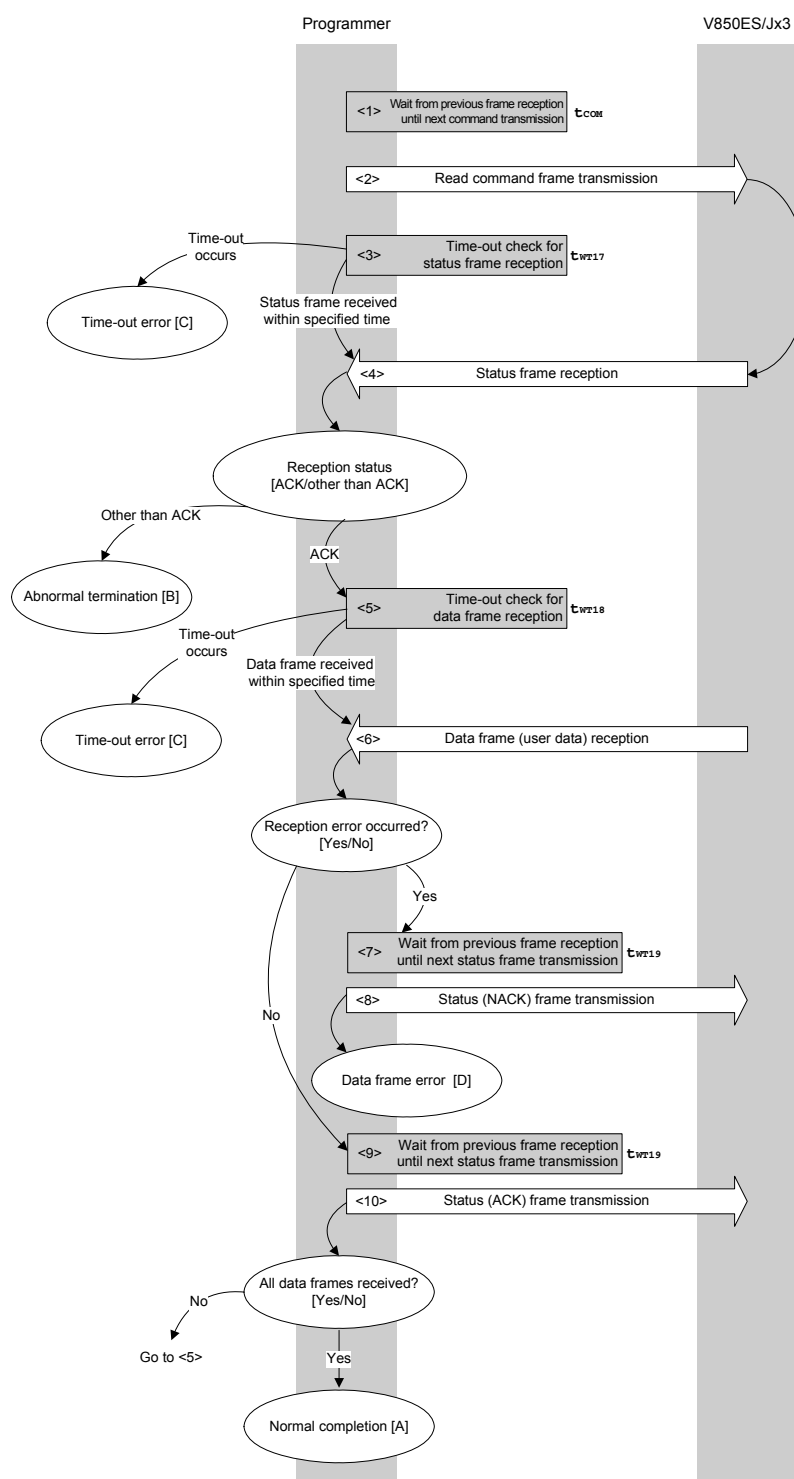 Programmer
V850ES/Jx3
<1> Wait from previous frame reception
until next command transmission
tCOM
<2> Read command frame transmission
Time-out
occurs
<3> Time-out check for
status frame reception
tWT17
Time-out error [C]
Status frame received
within specified time
<4> Status frame reception
Reception status
[ACK/other than ACK]
Other than ACK
ACK
Abnormal termination [B]
<5> Time-out check for
data frame reception
tWT18
Time-out
occurs
Data frame received
within specified time
Time-out error [C]
<6> Data frame (user data) reception
Reception error occurred?
[Yes/No]
Yes
<7> Wait from previous frame reception
until next status frame transmission
tWT19
<8> Status (NACK) frame transmission
No
Data frame error [D]
<9> Wait from previous frame reception
until next status frame transmission
tWT19
<10> Status (ACK) frame transmission
All data frames received?
[Yes/No]
No
Go to <5>
Yes
Normal completion [A]